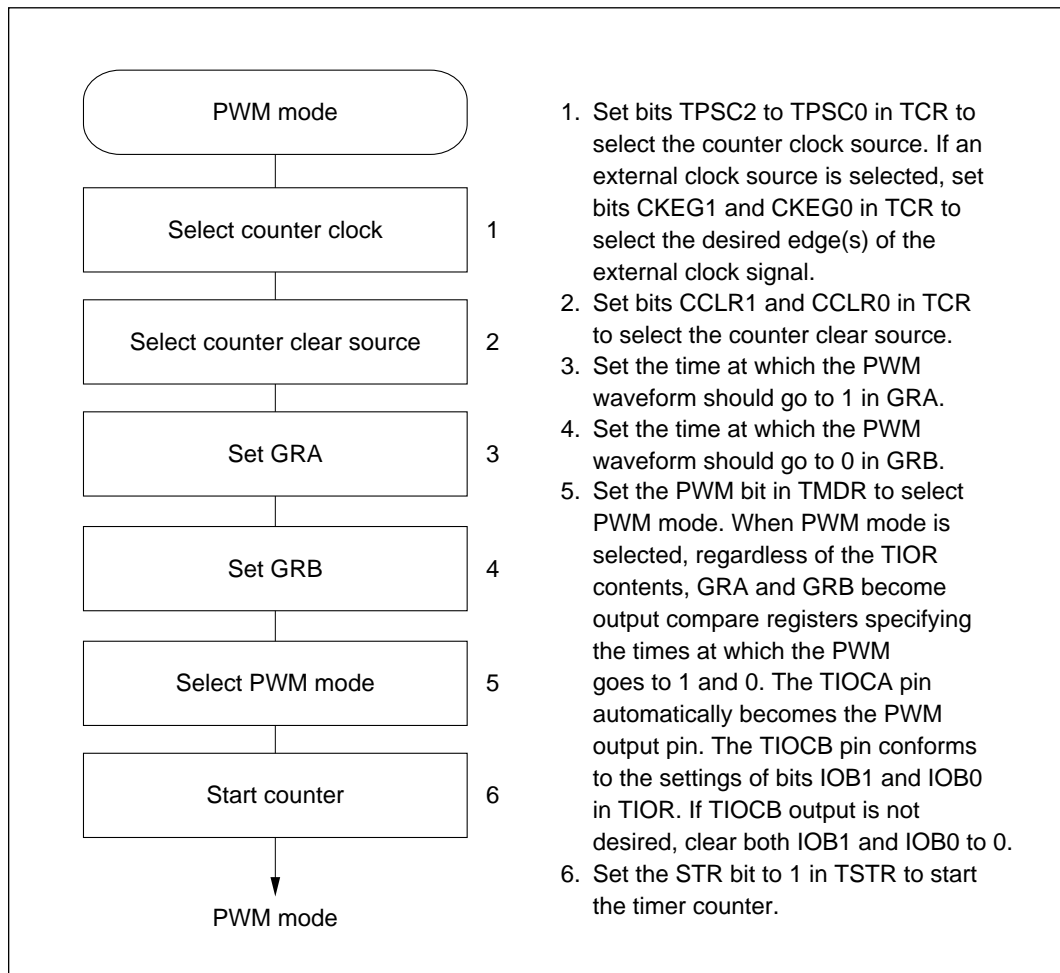 PWM mode
Select counter clock
1
Select counter clear source
2
Set GRA
3
Set GRB
4
Select PWM mode
5
Start counter
6
PWM mode
1. Set bits TPSC2 to TPSC0 in TCR to
select the counter clock source. If an
external clock source is selected, set
bits CKEG1 and CKEG0 in TCR to
select the desired edge(s) of the
external clock signal.
2. Set bits CCLR1 and CCLR0 in TCR
to select the counter clear source.
3. Set the time at which the PWM
waveform should go to 1 in GRA.
4. Set the time at which the PWM
waveform should go to 0 in GRB.
5. Set the PWM bit in TMDR to select
PWM mode. When PWM mode is
selected, regardless of the TIOR
contents, GRA and GRB become
output compare registers specifying
the times at which the PWM
goes to 1 and 0. The TIOCA pin
automatically becomes the PWM
output pin. The TIOCB pin conforms
to the settings of bits IOB1 and IOB0
in TIOR. If TIOCB output is not
desired, clear both IOB1 and IOB0 to 0.
6. Set the STR bit to 1 in TSTR to start
the timer counter.